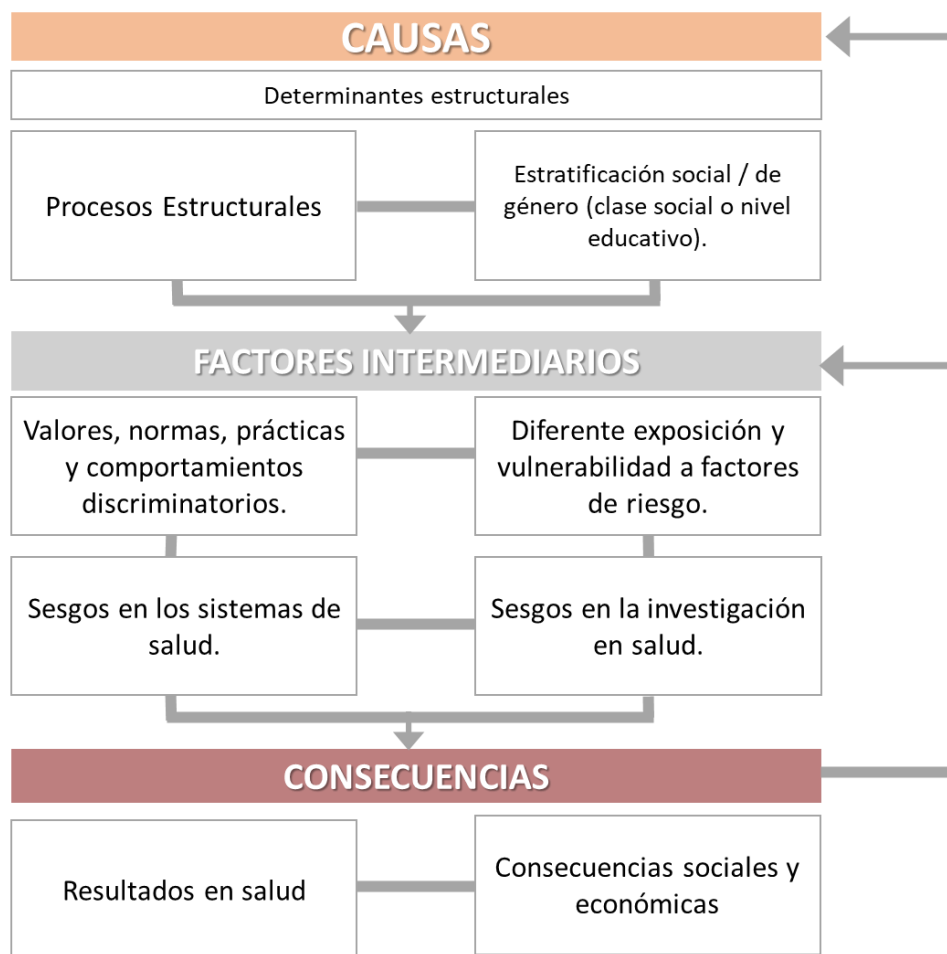 CAUSAS
Determinantes estructurales
Procesos Estructurales
Estratificación social / de
género (clase social o nivel
educativo).
FACTORES INTERMEDIARIOS
Valores, normas, prácticas
y comportamientos
discriminatorios.
Diferente exposición y
vulnerabilidad a factores
de riesgo.
Sesgos en los sistemas de
salud.
Sesgos en la investigación
en salud.
CONSECUENCIAS
Resultados en salud
Consecuencias sociales y
económicas